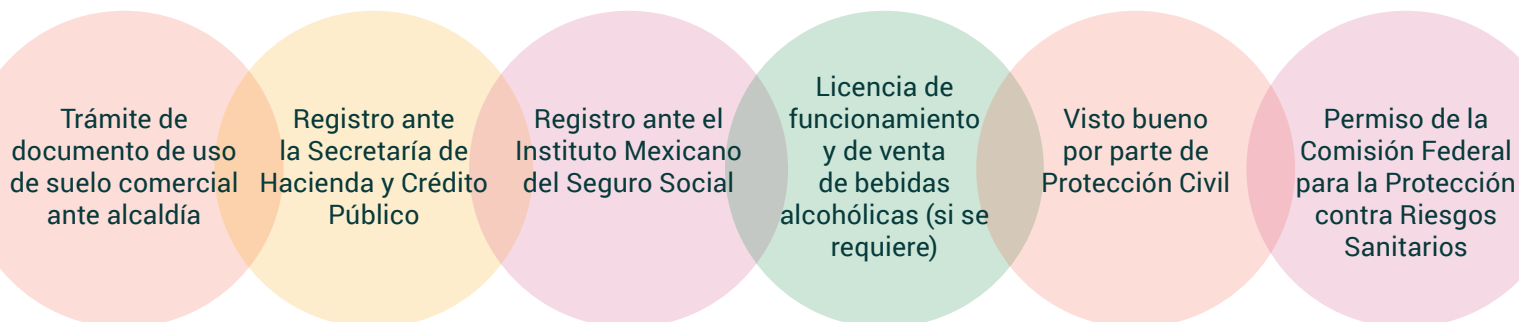 Trámite de
documento de uso
de suelo comercial
ante alcaldía
Registro ante
la Secretaría de
Hacienda y Crédito
Público
Registro ante el
Instituto Mexicano
del Seguro Social
Licencia de
funcionamiento
y de venta
de bebidas
alcohólicas (si se
requiere)
Visto bueno
por parte de
Protección Civil
Permiso de la
Comisión Federal
para la Protección
contra Riesgos
Sanitarios